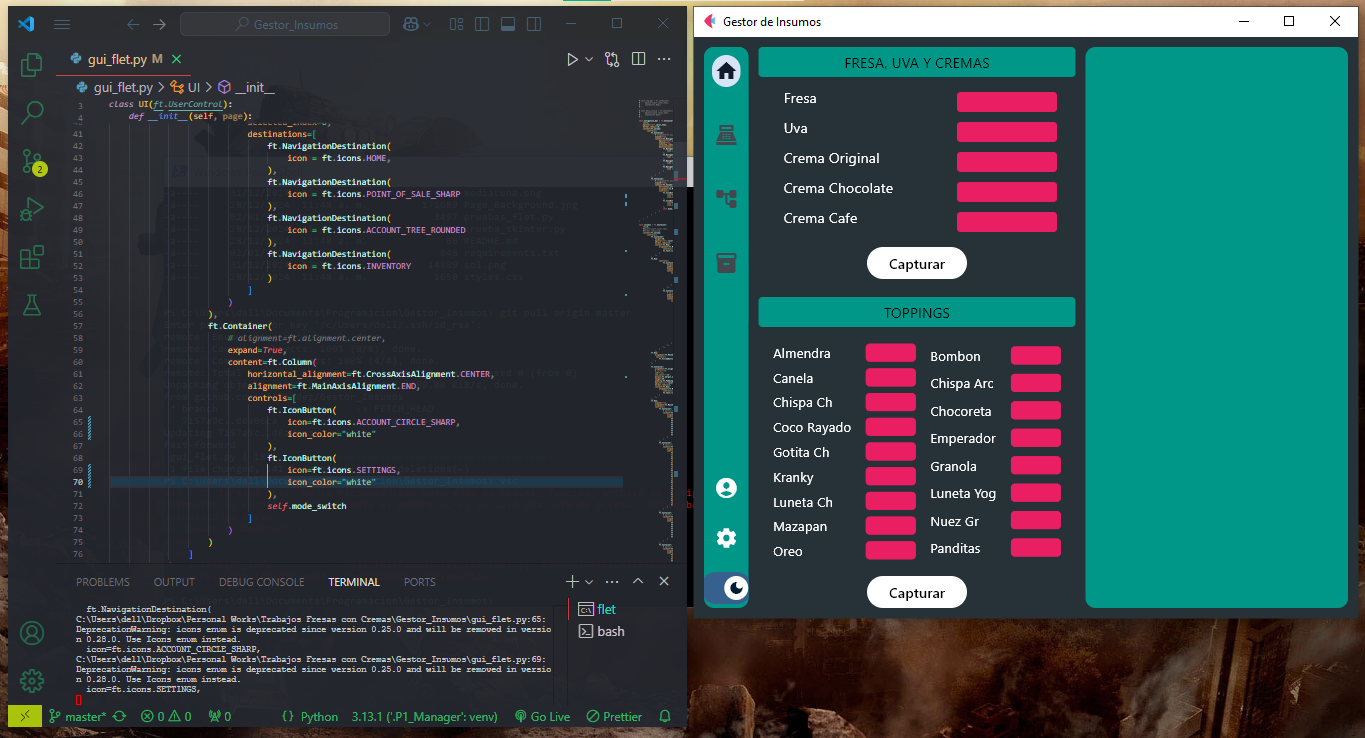 Gestor_Insumos
gui_flet.py M
gui_flet.py > UI > __init__
3 class UI(ft.UserControl):
4 def __init__(self, page):
41 destinations=[
42 ft.NavigationDestination(
43 icon = ft.icons.HOME,
44 ),
45 ft.NavigationDestination(
46 icon = ft.icons.POINT_OF_SALE_SHARP
47 ),
48 ft.NavigationDestination(
49 icon = ft.icons.ACCOUNT_TREE_ROUNDED
50 ),
51 ft.NavigationDestination(
52 icon = ft.icons.INVENTORY
53 )
54 ]
55 )
56 ),
57 ft.Container(
58 # alignment=ft.alignment.center,
59 expand=True,
60 content=ft.Column(
61 horizontal_alignment=ft.CrossAxisAlignment.CENTER,
62 alignment=ft.MainAxisAlignment.END,
63 controls=[
64 ft.IconButton(
65 icon=ft.icons.ACCOUNT_CIRCLE_SHARP,
66 icon_color="white"
67 ),
68 ft.IconButton(
69 icon=ft.icons.SETTINGS,
70 icon_color="white"
71 ),
72 self.mode_switch
73 ]
74 )
75 )
76 ]
2
PROBLEMS OUTPUT DEBUG CONSOLE TERMINAL PORTS
ft.NavigationDestination(
C:\Users\dell\Dropbox\Personal Works\Trabajos Fresas con Cremas\Gestor_Insumos\gui_flet.py:65:
DeprecationWarning: icons enum is deprecated since version 0.25.0 and will be removed in versio
n 0.28.0. Use Icons enum instead.
icon=ft.icons.ACCOUNT_CIRCLE_SHARP,
C:\Users\dell\Dropbox\Personal Works\Trabajos Fresas con Cremas\Gestor_Insumos\gui_flet.py:69:
DeprecationWarning: icons enum is deprecated since version 0.25.0 and will be removed in versio
n 0.28.0. Use Icons enum instead.
icon=ft.icons.SETTINGS,
flet
bash
master* 0 0 0 {} Python 3.13.1 ('.P1_Manager': venv) Go Live Prettier
Gestor de Insumos
FRESA, UVA Y CREMAS
Fresa
Uva
Crema Original
Crema Chocolate
Crema Cafe
Capturar
TOPPINGS
Almendra
Canela
Chispa Ch
Coco Rayado
Gotita Ch
Kranky
Luneta Ch
Mazapan
Oreo
Bombon
Chispa Arc
Chocoreta
Emperador
Granola
Luneta Yog
Nuez Gr
Panditas
Capturar